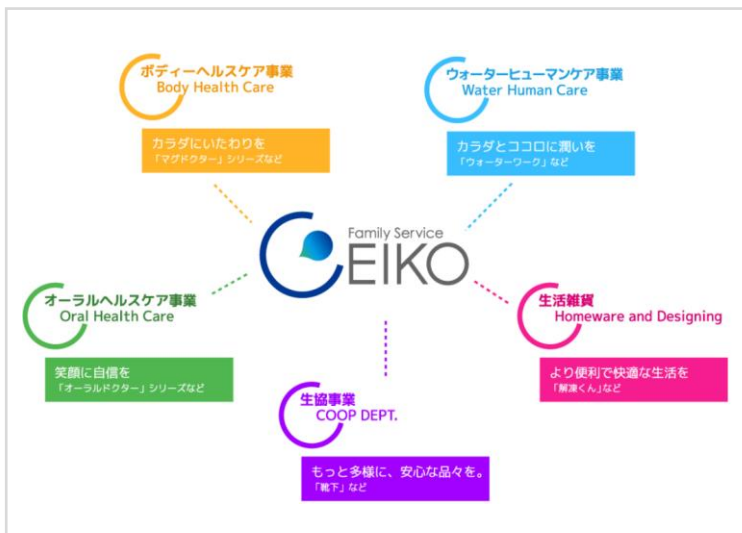 ボディーヘルスケア事業
Body Health Care
カラダにいたわりを
「マグドクター」シリーズなど
ウォーターヒューマンケア事業
Water Human Care
カラダとココロに潤いを
「ウォーターワーク」など
Family Service
EIKO
オーラルヘルスケア事業
Oral Health Care
笑顔に自信を
「オーラルドクター」シリーズなど
生活雑貨
Homeware and Designing
より便利で快適な生活を
「解凍くん」など
生協事業
COOP DEPT.
もっと多様に、安心な品々を。
「靴下」など